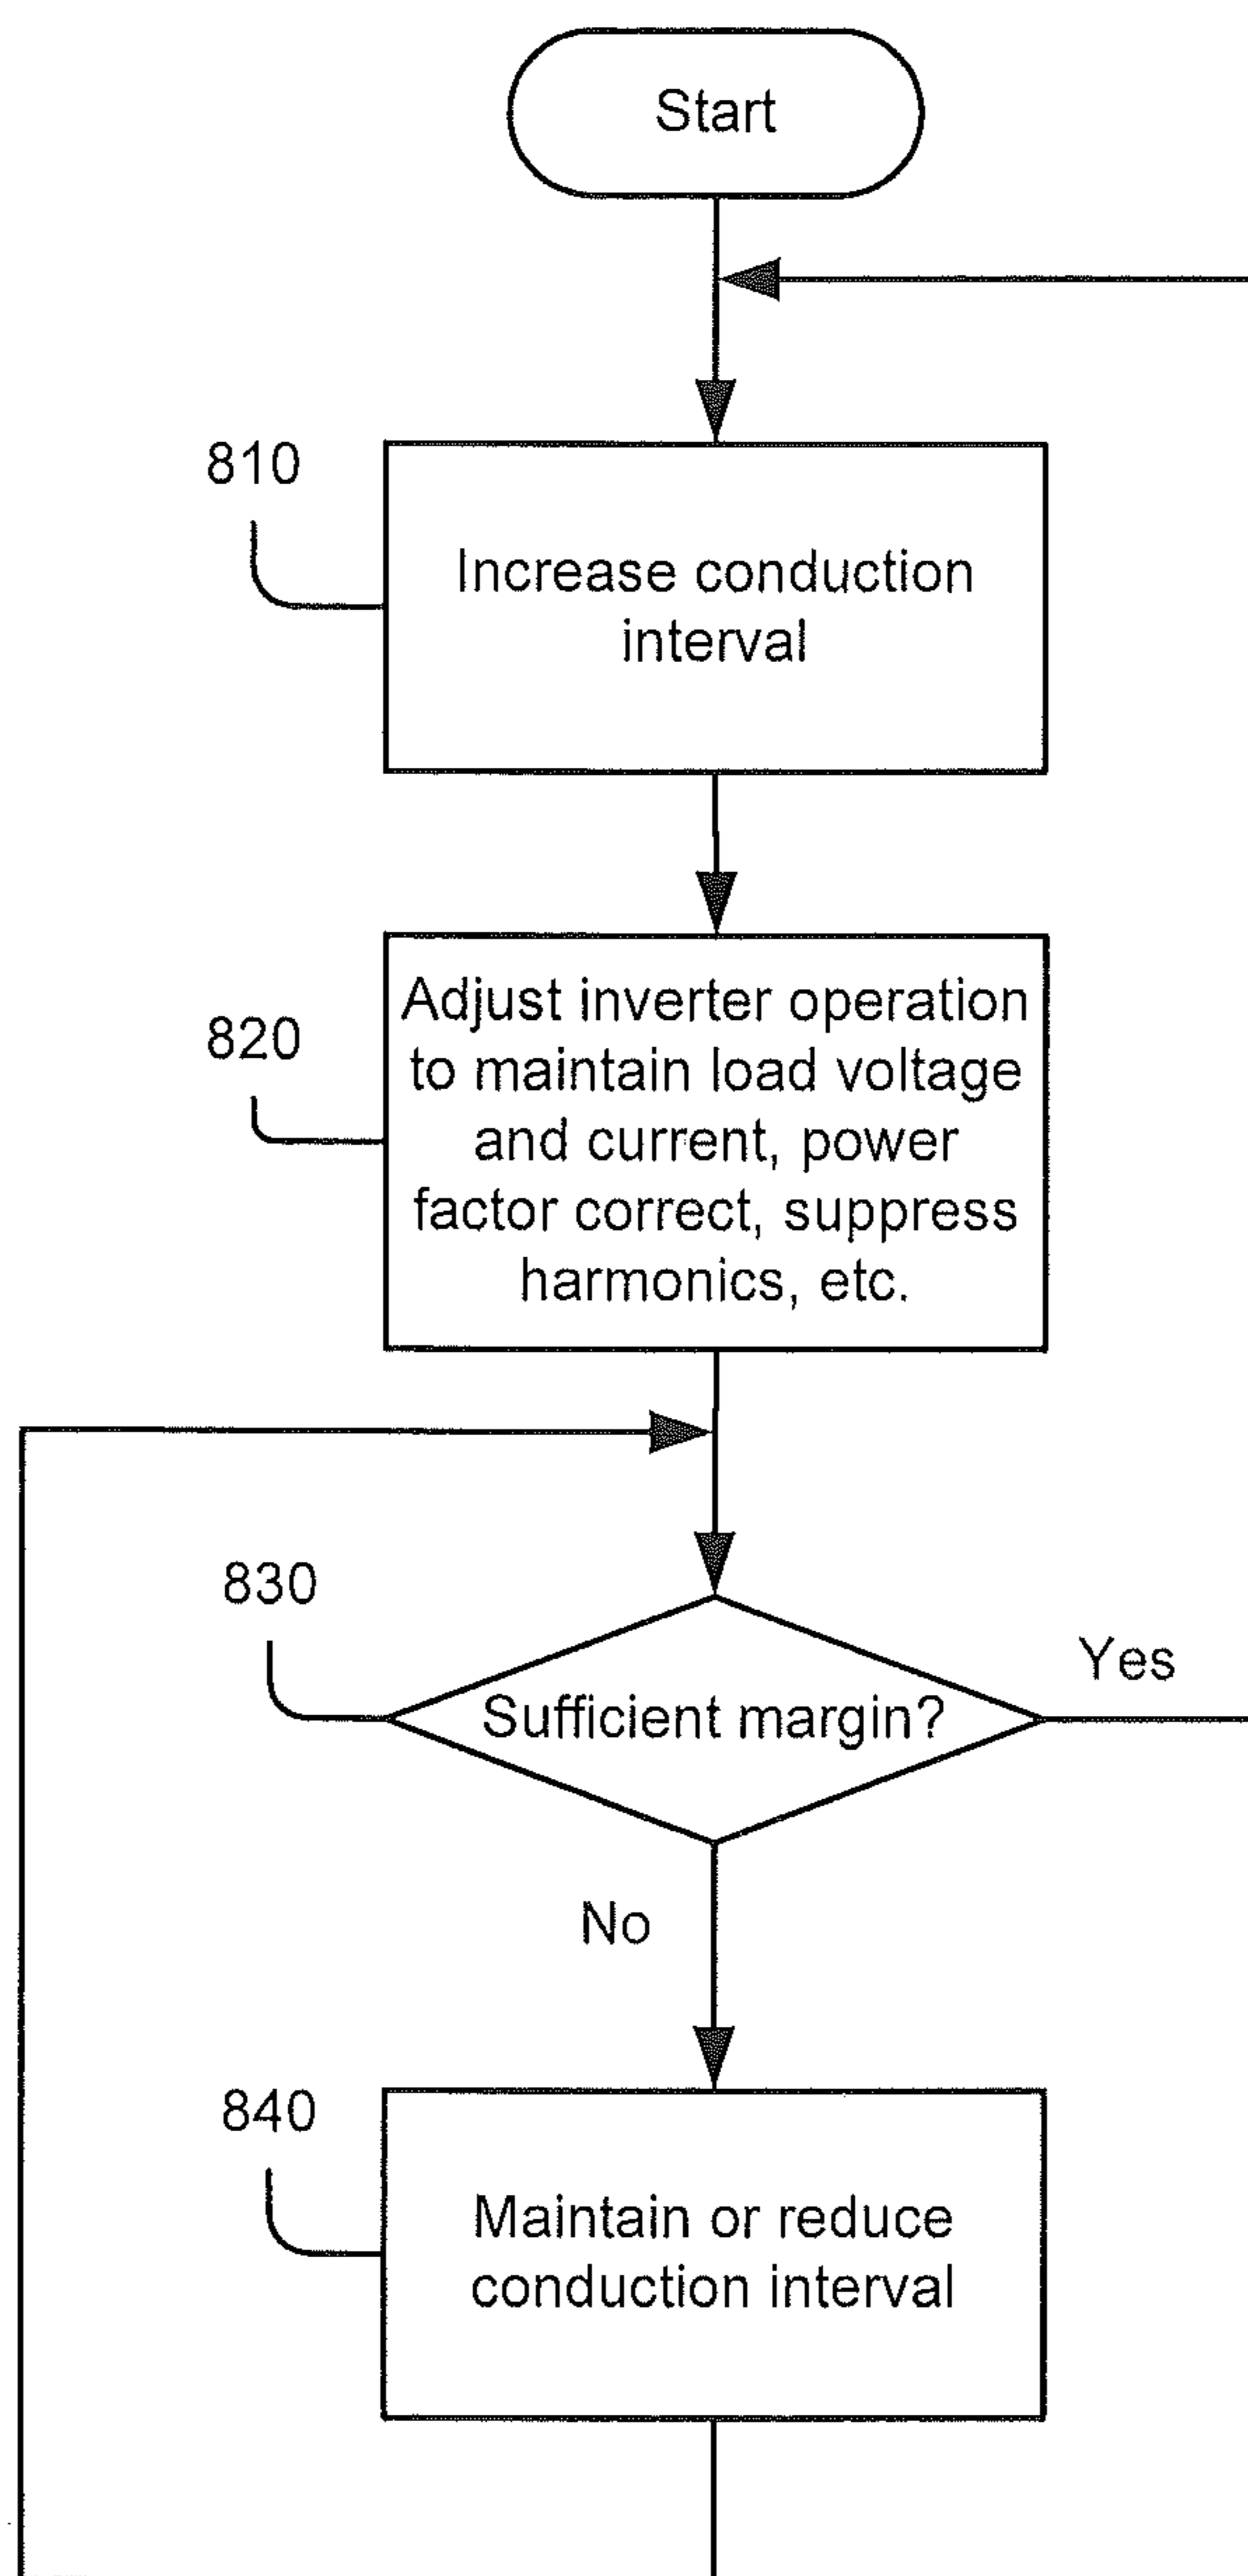 Start
810
Increase conduction
interval
820
Adjust inverter operation
to maintain load voltage
and current, power
factor correct, suppress
harmonics, etc.
830
Sufficient margin?
Yes
No
840
Maintain or reduce
conduction interval